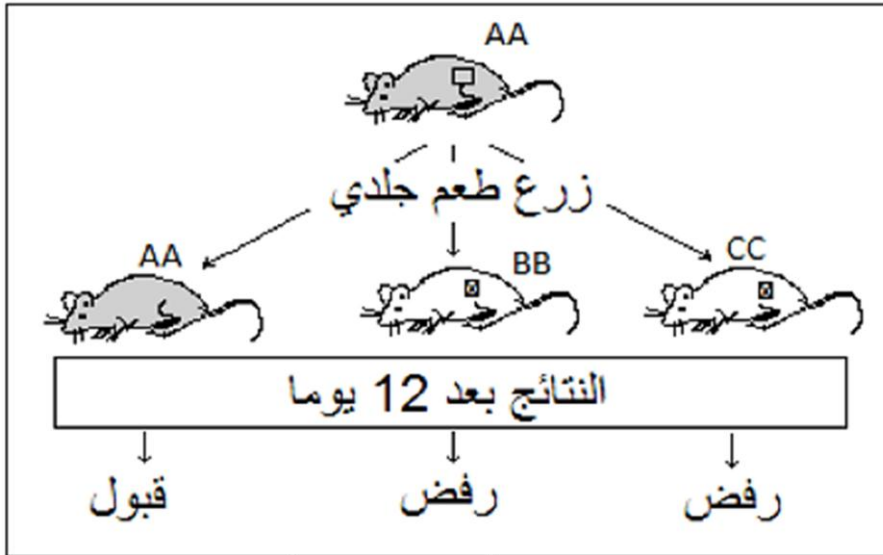 AA
زرع طعم جلدي
AA
BB
CC
النتائج بعد 12 يوما
قبول
رفض
رفض